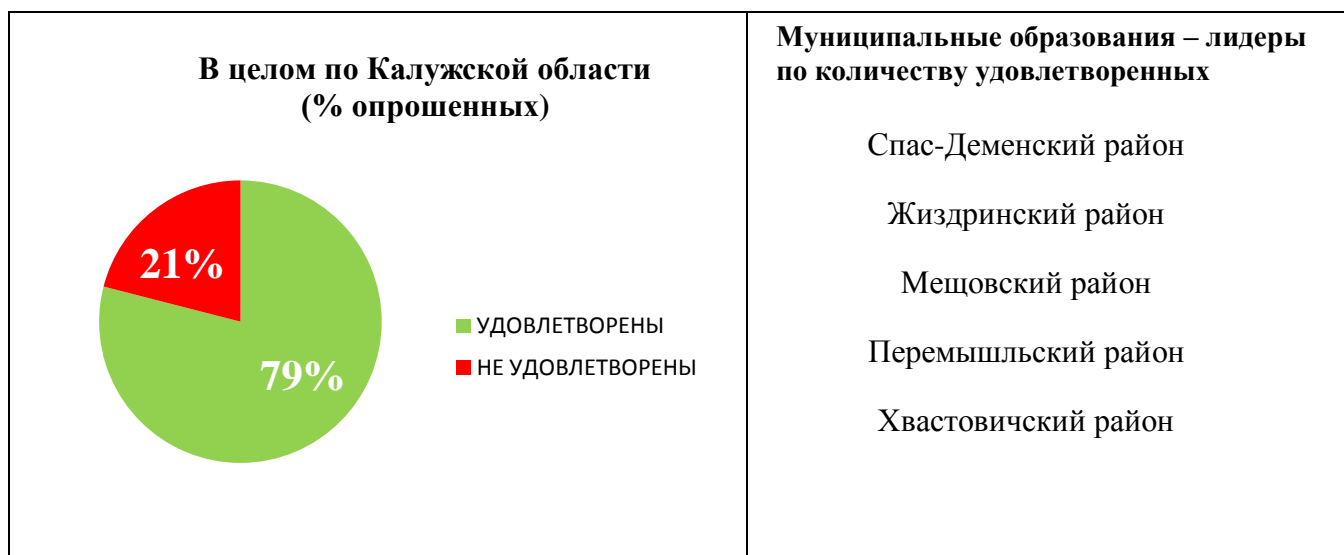 В целом по Калужской области
(% опрошенных)
21%
79%
УДОВЛЕТВОРЕНЫ
НЕ УДОВЛЕТВОРЕНЫ
Муниципальные образования – лидеры
по количеству удовлетворенных
Спас-Деменский район
Жиздринский район
Мещовский район
Перемышльский район
Хвастовичский район